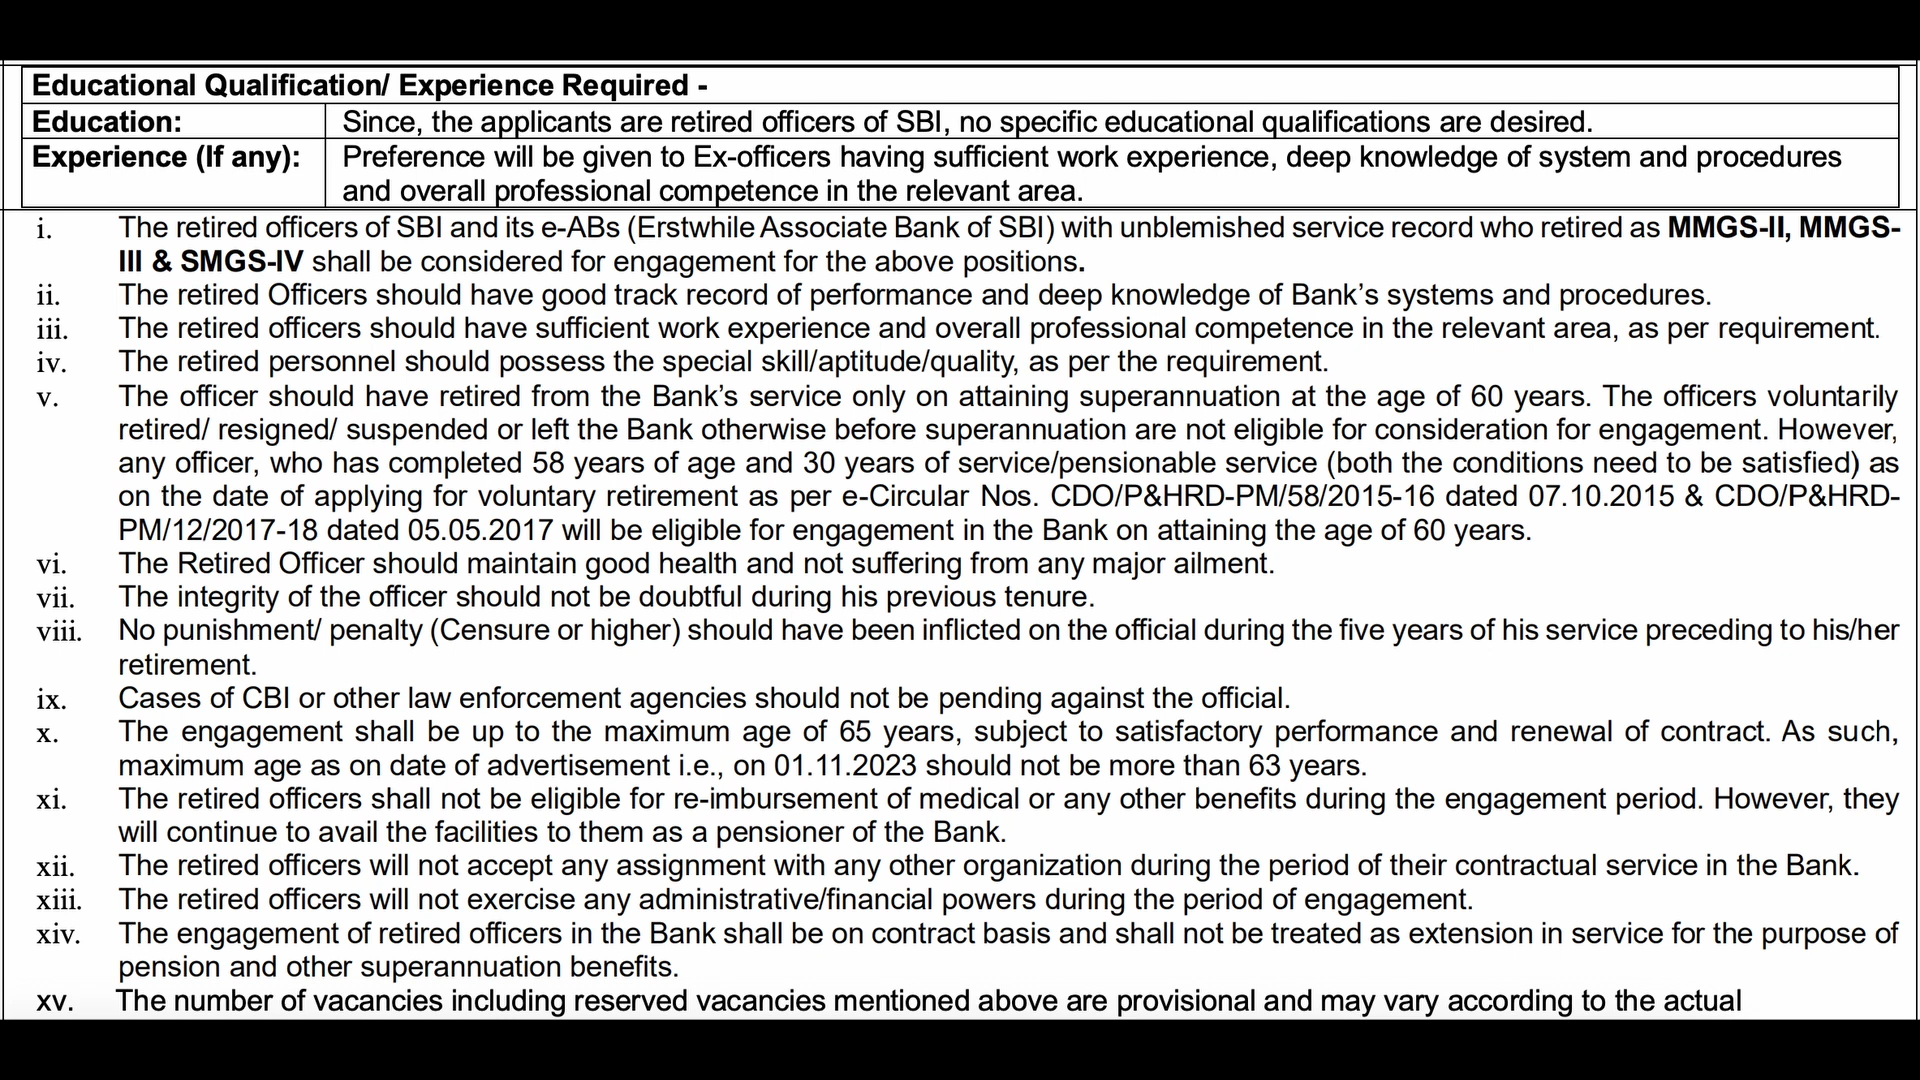 Educational Qualification/ Experience Required -
Education: Since, the applicants are retired officers of SBI, no specific educational qualifications are desired.
Experience (If any): Preference will be given to Ex-officers having sufficient work experience, deep knowledge of system and procedures
and overall professional competence in the relevant area.
i. The retired officers of SBI and its e-ABs (Erstwhile Associate Bank of SBI) with unblemished service record who retired as MMGS-II, MMGS-
III & SMGS-IV shall be considered for engagement for the above positions.
ii. The retired Officers should have good track record of performance and deep knowledge of Bank’s systems and procedures.
iii. The retired officers should have sufficient work experience and overall professional competence in the relevant area, as per requirement.
iv. The retired personnel should possess the special skill/aptitude/quality, as per the requirement.
v. The officer should have retired from the Bank’s service only on attaining superannuation at the age of 60 years. The officers voluntarily
retired/ resigned/ suspended or left the Bank otherwise before superannuation are not eligible for consideration for engagement. However,
any officer, who has completed 58 years of age and 30 years of service/pensionable service (both the conditions need to be satisfied) as
on the date of applying for voluntary retirement as per e-Circular Nos. CDO/P&HRD-PM/58/2015-16 dated 07.10.2015 & CDO/P&HRD-
PM/12/2017-18 dated 05.05.2017 will be eligible for engagement in the Bank on attaining the age of 60 years.
vi. The Retired Officer should maintain good health and not suffering from any major ailment.
vii. The integrity of the officer should not be doubtful during his previous tenure.
viii. No punishment/ penalty (Censure or higher) should have been inflicted on the official during the five years of his service preceding to his/her
retirement.
ix. Cases of CBI or other law enforcement agencies should not be pending against the official.
x. The engagement shall be up to the maximum age of 65 years, subject to satisfactory performance and renewal of contract. As such,
maximum age as on date of advertisement i.e., on 01.11.2023 should not be more than 63 years.
xi. The retired officers shall not be eligible for re-imbursement of medical or any other benefits during the engagement period. However, they
will continue to avail the facilities to them as a pensioner of the Bank.
xii. The retired officers will not accept any assignment with any other organization during the period of their contractual service in the Bank.
xiii. The retired officers will not exercise any administrative/financial powers during the period of engagement.
xiv. The engagement of retired officers in the Bank shall be on contract basis and shall not be treated as extension in service for the purpose of
pension and other superannuation benefits.
xv. The number of vacancies including reserved vacancies mentioned above are provisional and may vary according to the actual